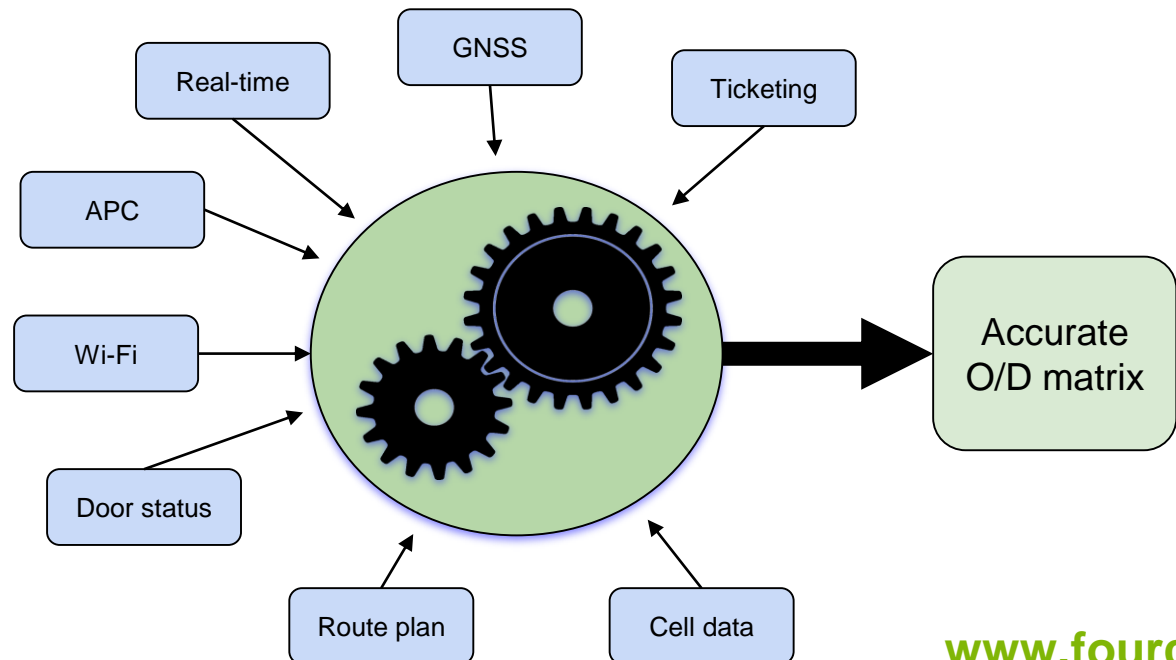 GNSS
Real-time
Ticketing
APC
Wi-Fi
Door status
Route plan
Cell data
Accurate
O/D matrix